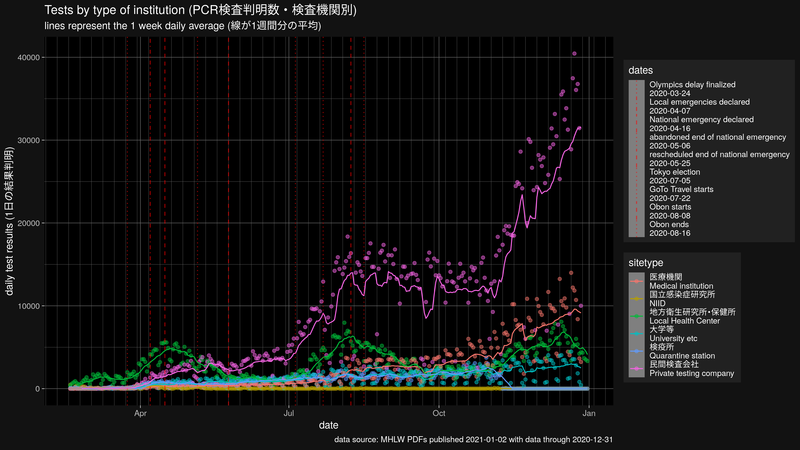 Tests by type of institution (PCR検査判明数・検査機関別)
lines represent the 1 week daily average (線が1週間分の平均)
daily test results (1日の結果判明)
40000
30000
20000
10000
0
Apr
Jul
Oct
Jan
date
dates
Olympics delay finalized
2020-03-24
Local emergencies declared
2020-04-07
National emergency declared
2020-04-16
abandoned end of national emergency
2020-05-06
rescheduled end of national emergency
2020-05-25
Tokyo election
2020-07-05
GoTo Travel starts
2020-07-22
Obon starts
2020-08-08
Obon ends
2020-08-16
sitetype
医療機関
Medical institution
国立感染症研究所
NIID
地方衛生研究所・保健所
Local Health Center
大学等
University etc
検疫所
Quarantine station
民間検査会社
Private testing company
data source: MHLW PDFs published 2021-01-02 with data through 2020-12-31